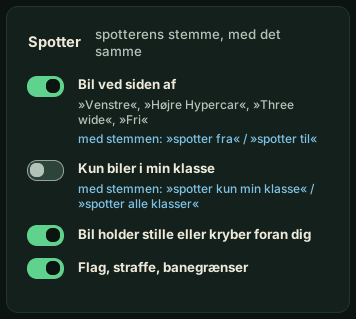 Spotter
spotterens stemme, med det
samme
Bil ved siden af
»Venstre«, »Højre Hypercar«, »Three
wide«, »Fri«
med stemmen: »spotter fra« / »spotter til«
Kun biler i min klasse
med stemmen: »spotter kun min klasse« /
»spotter alle klasser«
Bil holder stille eller kryber foran dig
Flag, straffe, banegrænser